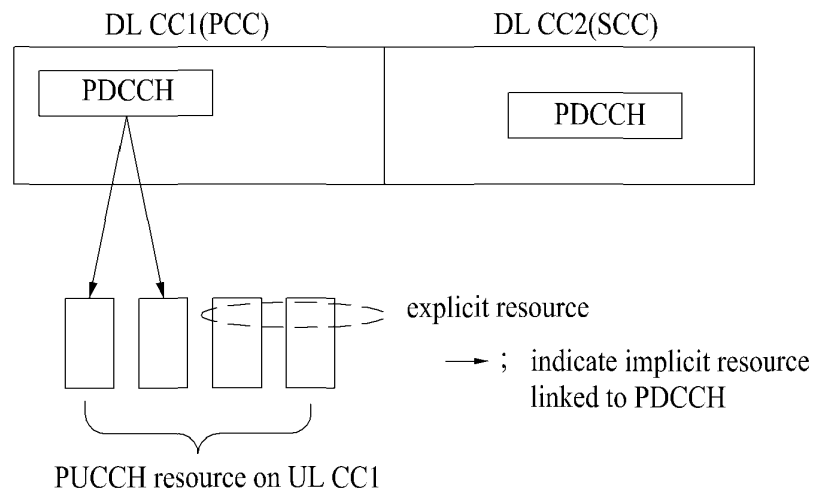 DL CC1(PCC)
DL CC2(SCC)
PDCCH
PDCCH
explicit resource
; indicate implicit resource
linked to PDCCH
PUCCH resource on UL CC1